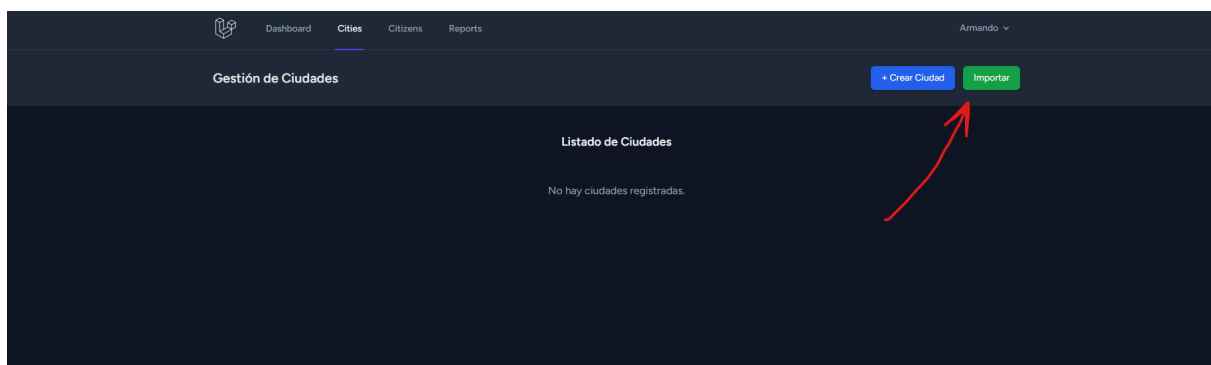 Dashboard Cities Citizens Reports Armando
Gestión de Ciudades + Crear Ciudad Importar
Listado de Ciudades
No hay ciudades registradas.